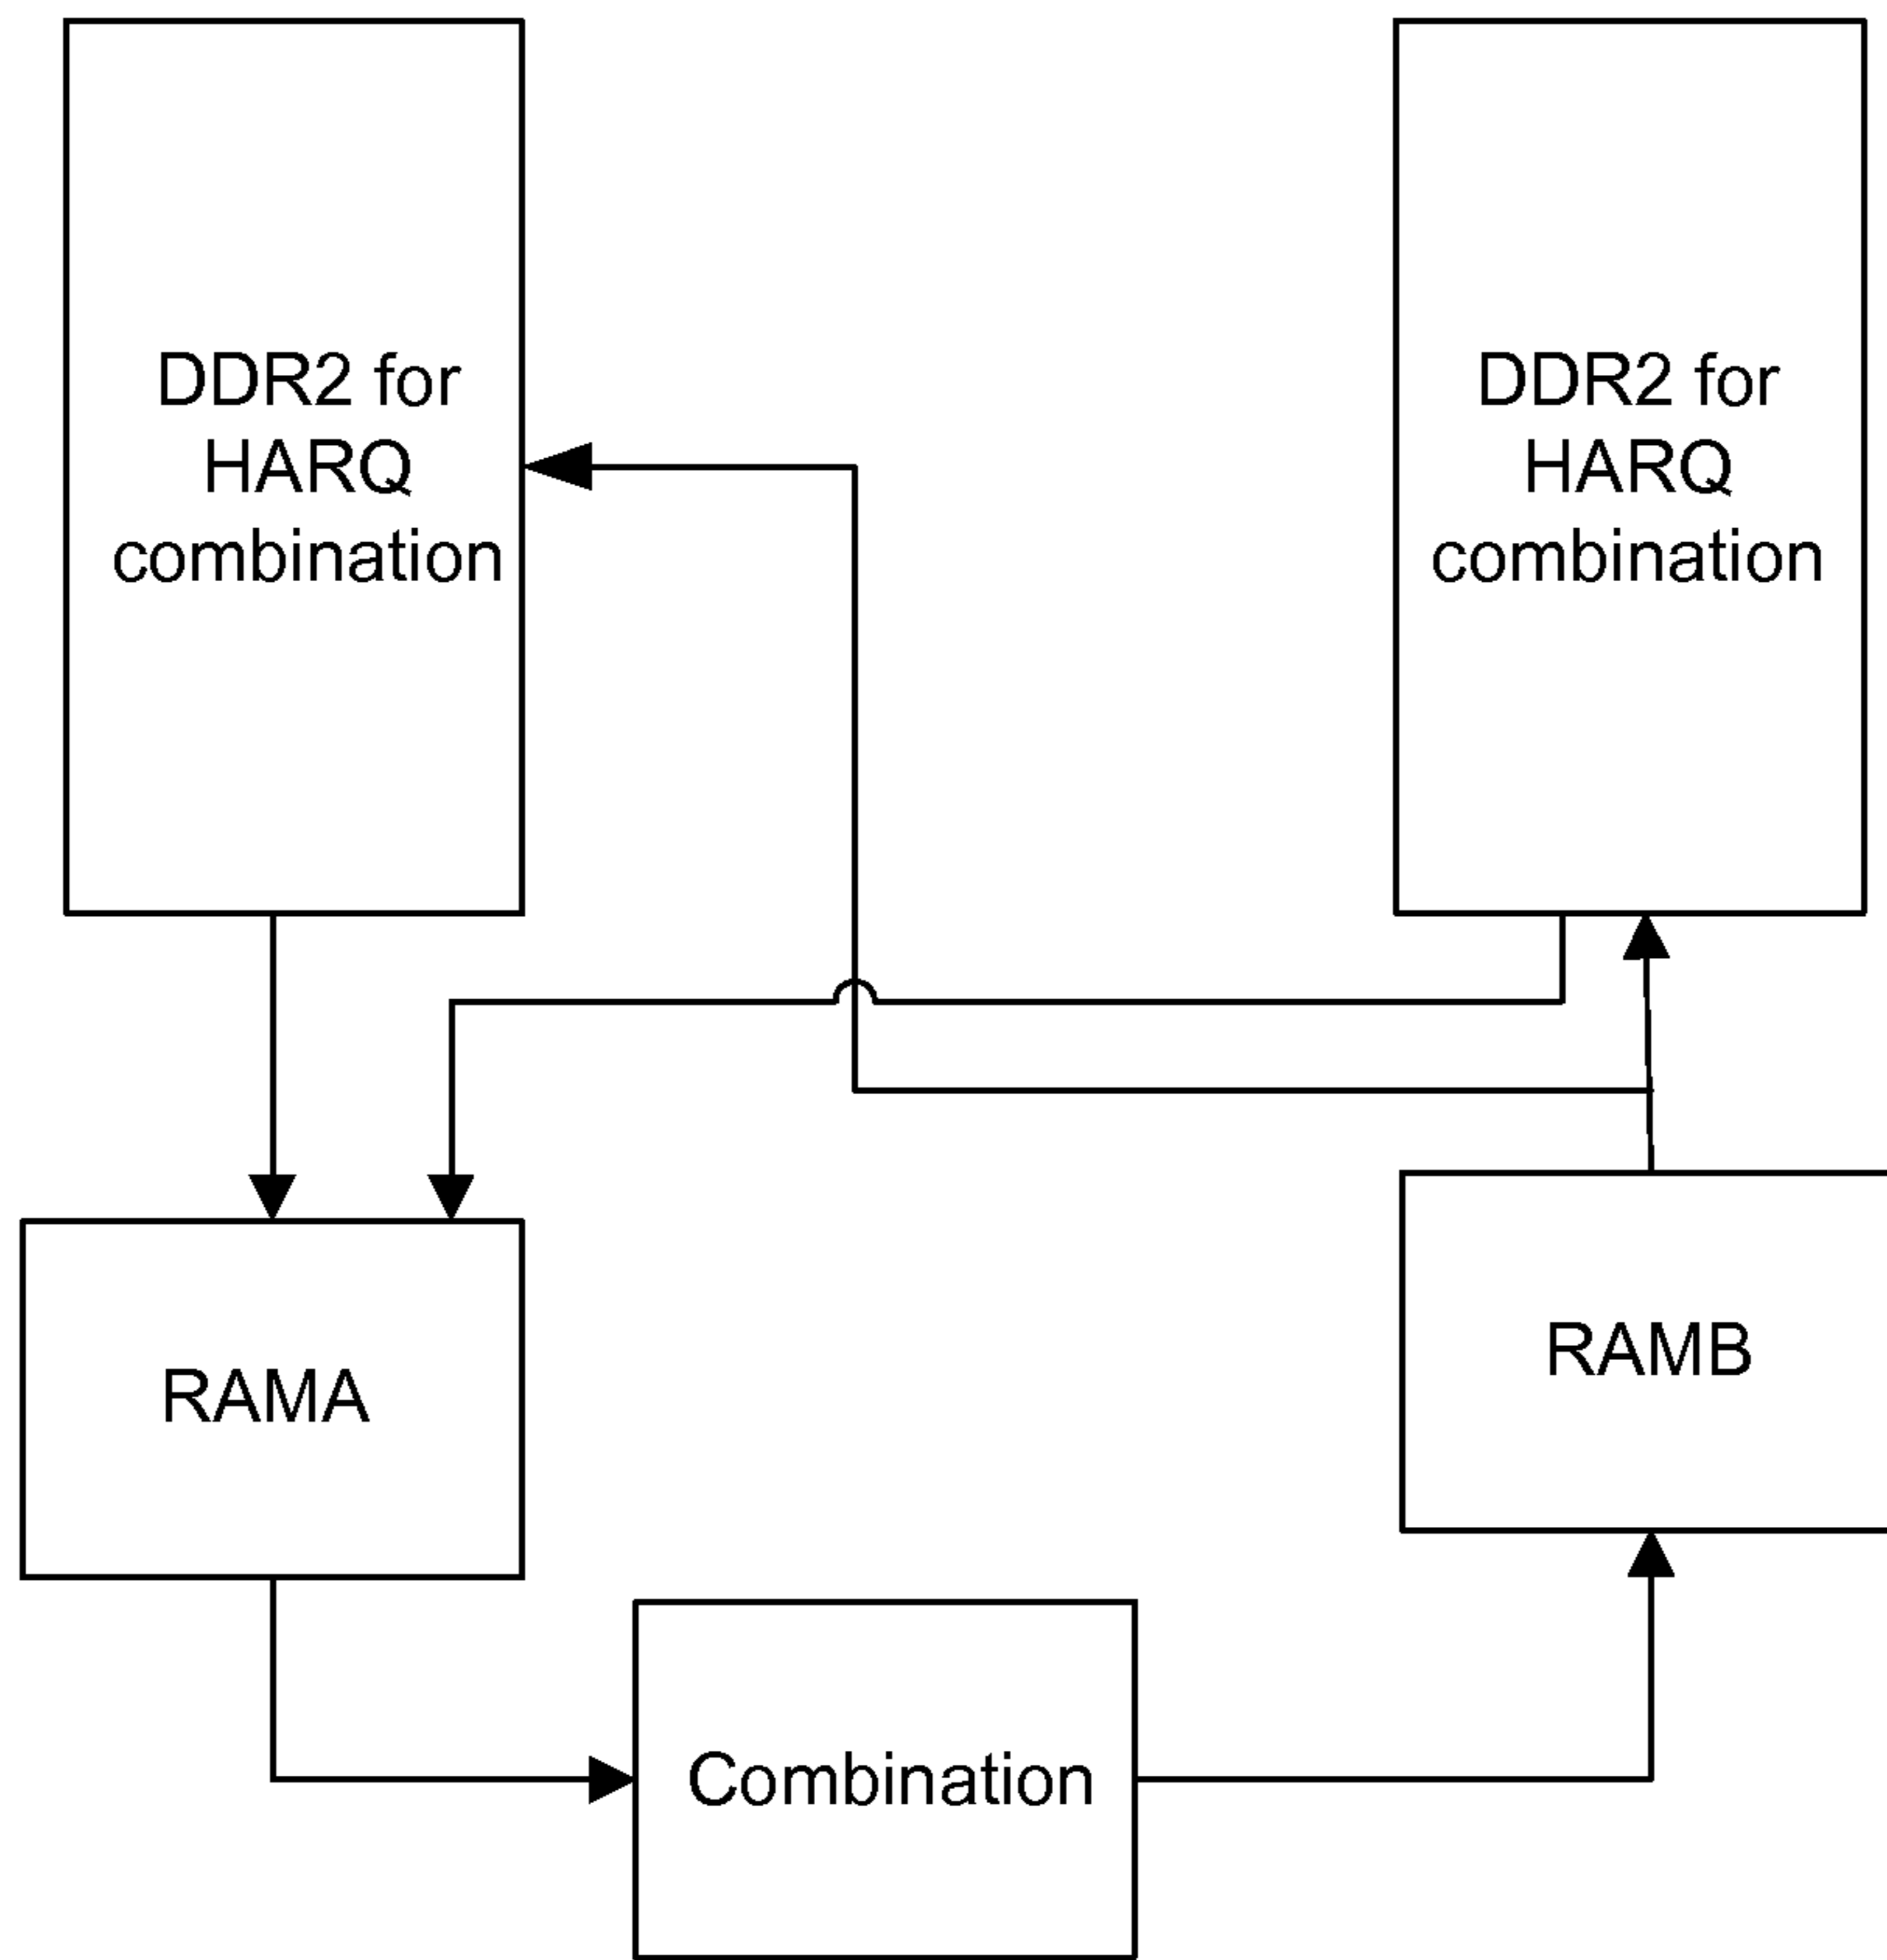 DDR2 for
HARQ
combination
DDR2 for
HARQ
combination
RAMA
RAMB
Combination